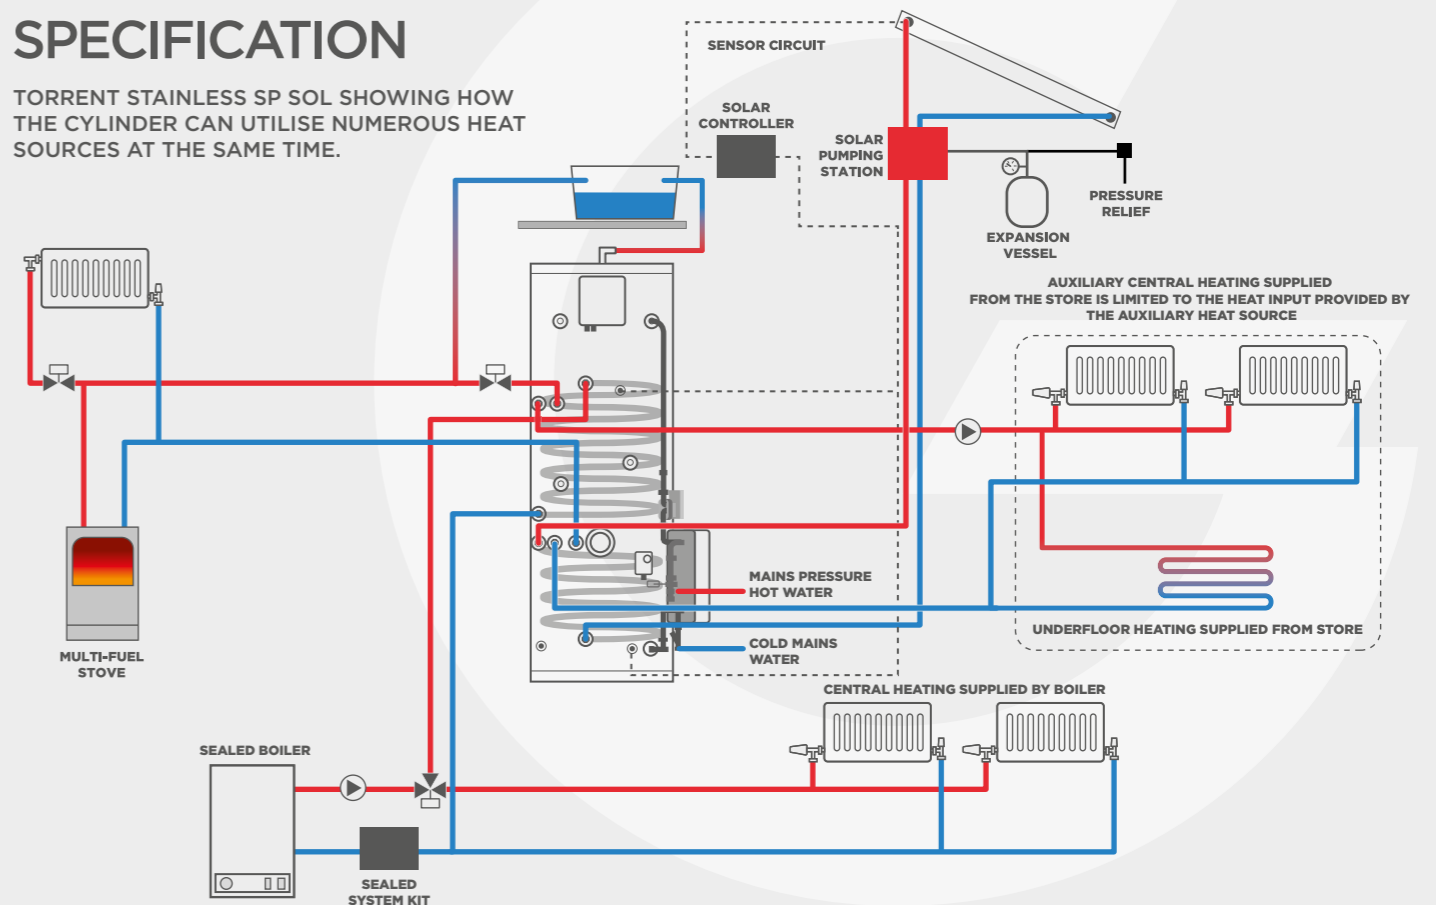 SPECIFICATION
TORRENT STAINLESS SP SOL SHOWING HOW
THE CYLINDER CAN UTILISE NUMEROUS HEAT
SOURCES AT THE SAME TIME.
SENSOR CIRCUIT
SOLAR
CONTROLLER
SOLAR
PUMPING
STATION
PRESSURE
RELIEF
EXPANSION
VESSEL
AUXILIARY CENTRAL HEATING SUPPLIED
FROM THE STORE IS LIMITED TO THE HEAT INPUT PROVIDED BY
THE AUXILIARY HEAT SOURCE
MAINS PRESSURE
HOT WATER
UNDERFLOOR HEATING SUPPLIED FROM STORE
COLD MAINS
WATER
MULTI-FUEL
STOVE
CENTRAL HEATING SUPPLIED BY BOILER
SEALED BOILER
SEALED
SYSTEM KIT